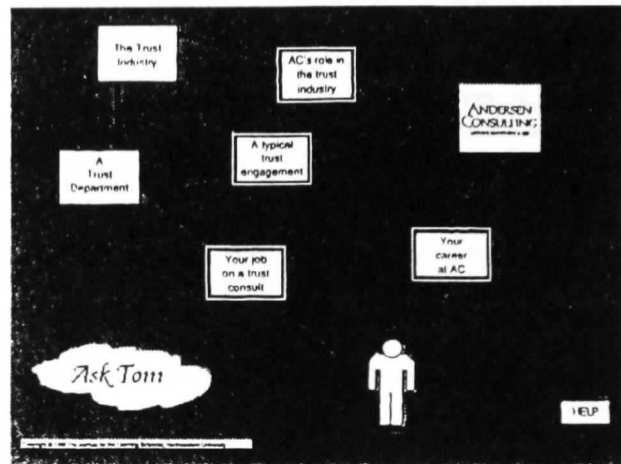 The Trust
Industry
AC's role in
the trust
industry
ANDERSEN
CONSULTING
A typical
trust
engagement
A
Trust
Department
Your job
on a trust
consult
Your
career
at AC
Ask Tom
HELP